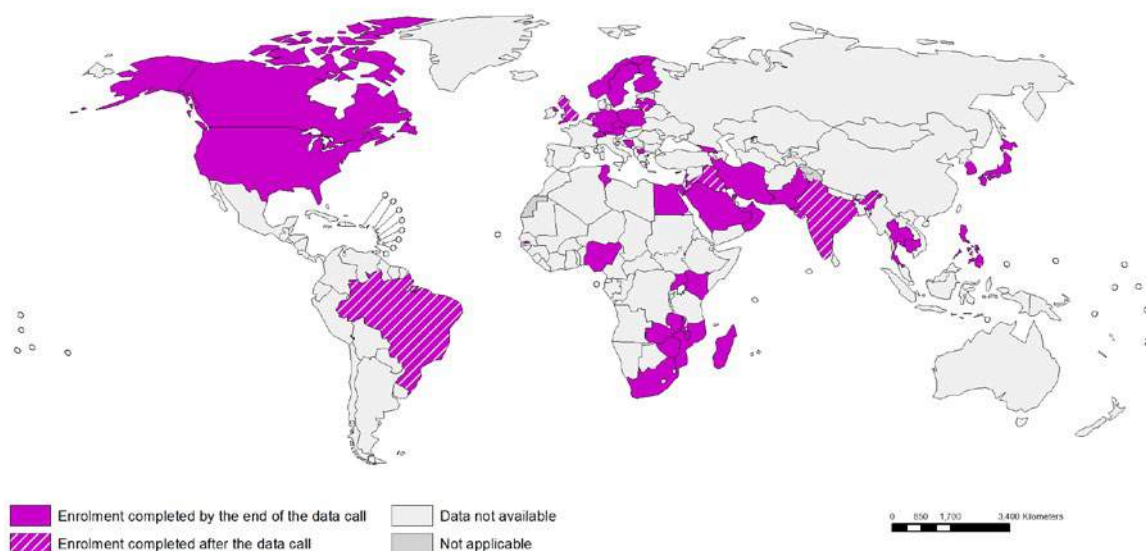 Enrolment completed by the end of the data call
Data not available
Enrolment completed after the data call
Not applicable
0 850 1,700 3,400 Kilometers